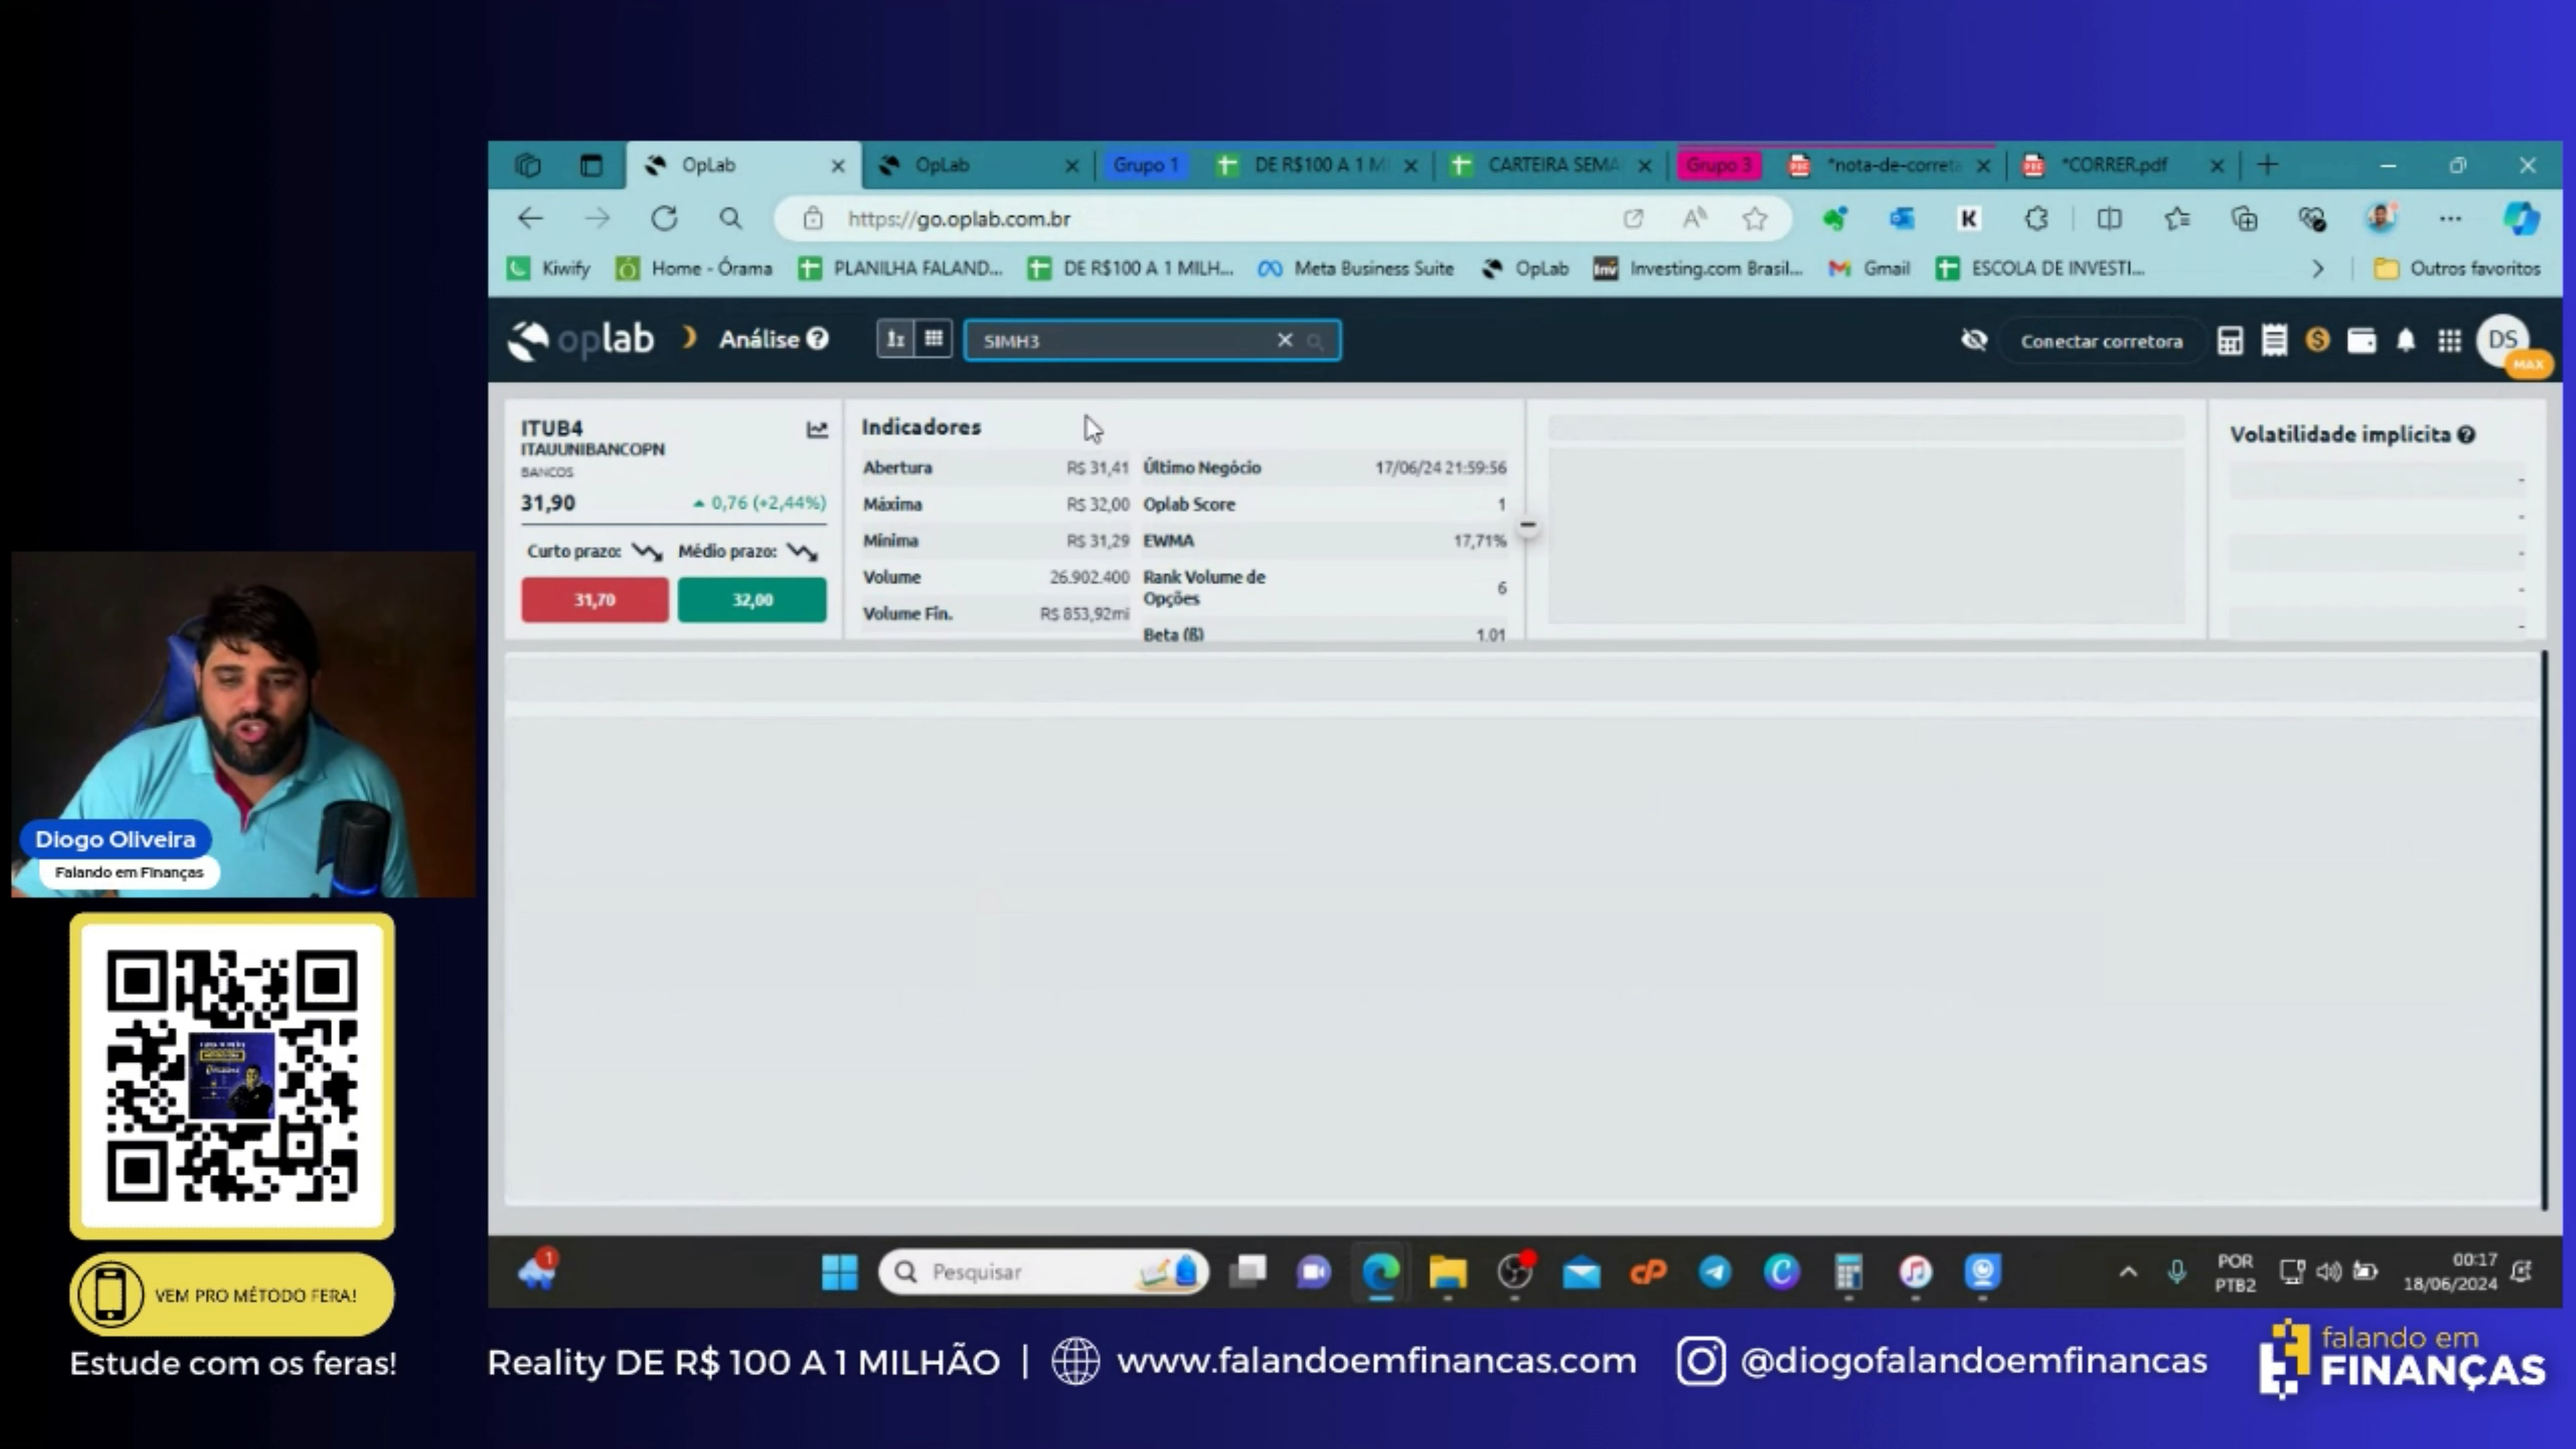 OpLab
OpLab
Grupo 1
DE R$100 A 1 M
CARTEIRA SEMA
Grupo 3
*nota-de-correta
*CORRER.pdf
https://go.oplab.com.br
Kiwify
Home - Órama
PLANILHA FALAND...
DE R$100 A 1 MILH...
Meta Business Suite
OpLab
Inv
Investing.com Brasil...
Gmail
ESCOLA DE INVESTI...
Outros favoritos
oplab
Análise
SIMH3
Conectar corretora
DS
MAX
ITUB4
ITAUUNIBANCOPN
BANCOS
31,90
0,76 (+2,44%)
Curto prazo:
Médio prazo:
31,70
32,00
Indicadores
Abertura R$ 31,41
Máxima R$ 32,00
Mínima R$ 31,29
Volume 26.902.400
Volume Fin. R$ 853,92mi
Último Negócio 17/06/24 21:59:56
Oplab Score 1
EWMA 17,71%
Rank Volume de
Opções 6
Beta (ß) 1.01
Volatilidade implícita
Diogo Oliveira
Falando em Finanças
VEM PRO MÉTODO FERA!
Estude com os feras!
1
Pesquisar
POR
PTB2
00:17
18/06/2024
Reality DE R$ 100 A 1 MILHÃO | www.falandoemfinancas.com @diogofalandoemfinancas
falando em
FINANÇAS